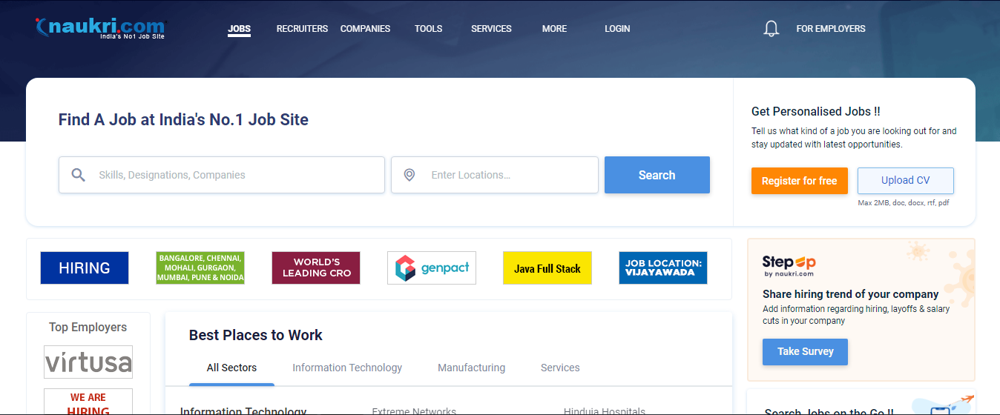 naukri.com
India's No1 Job Site
JOBS
RECRUITERS
COMPANIES
TOOLS
SERVICES
MORE
LOGIN
FOR EMPLOYERS
Find A Job at India's No.1 Job Site
Skills, Designations, Companies
Enter Locations...
Search
Get Personalised Jobs !!
Tell us what kind of a job you are looking out for and
stay updated with latest opportunities.
Register for free
Upload CV
Max 2MB, doc, docx, rtf, pdf
HIRING
BANGALORE, CHENNAI,
MOHALI, GURGAON,
MUMBAI, PUNE & NOIDA
WORLD'S
LEADING CRO
genpact
Java Full Stack
JOB LOCATION:
VIJAYAWADA
Step up
by naukri.com
Share hiring trend of your company
Add information regarding hiring, layoffs & salary
cuts in your company
Take Survey
Top Employers
virtusa
WE ARE
HIRING
Best Places to Work
All Sectors
Information Technology
Manufacturing
Services
Information Technology
Extreme Networks
Hinduja Hospitals
Search Jobs on the Go !!